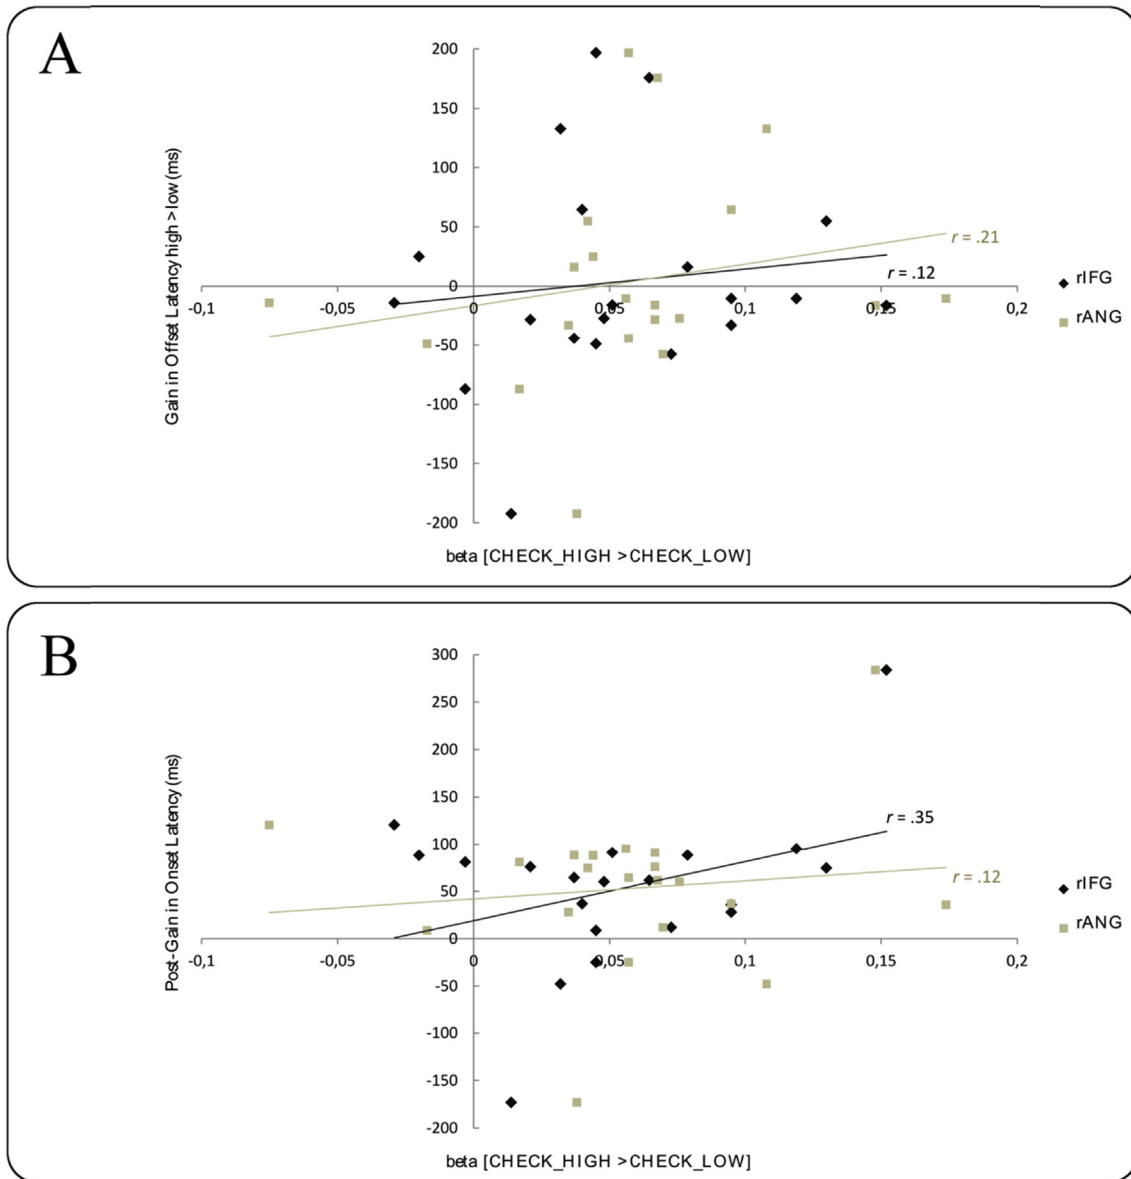 A
Gain in Offset Latency high > low (ms)
200
150
100
50
0
-50
-100
-150
-200
-0,1
-0,05
0
0,05
0,1
0,15
0,2
r = .21
r = .12
rIFG
rANG
beta [CHECK_HIGH > CHECK_LOW]
B
Post-Gain in Onset Latency (ms)
300
250
200
150
100
50
0
-50
-100
-150
-200
-0,1
-0,05
0
0,05
0,1
0,15
0,2
r = .35
r = .12
rIFG
rANG
beta [CHECK_HIGH > CHECK_LOW]